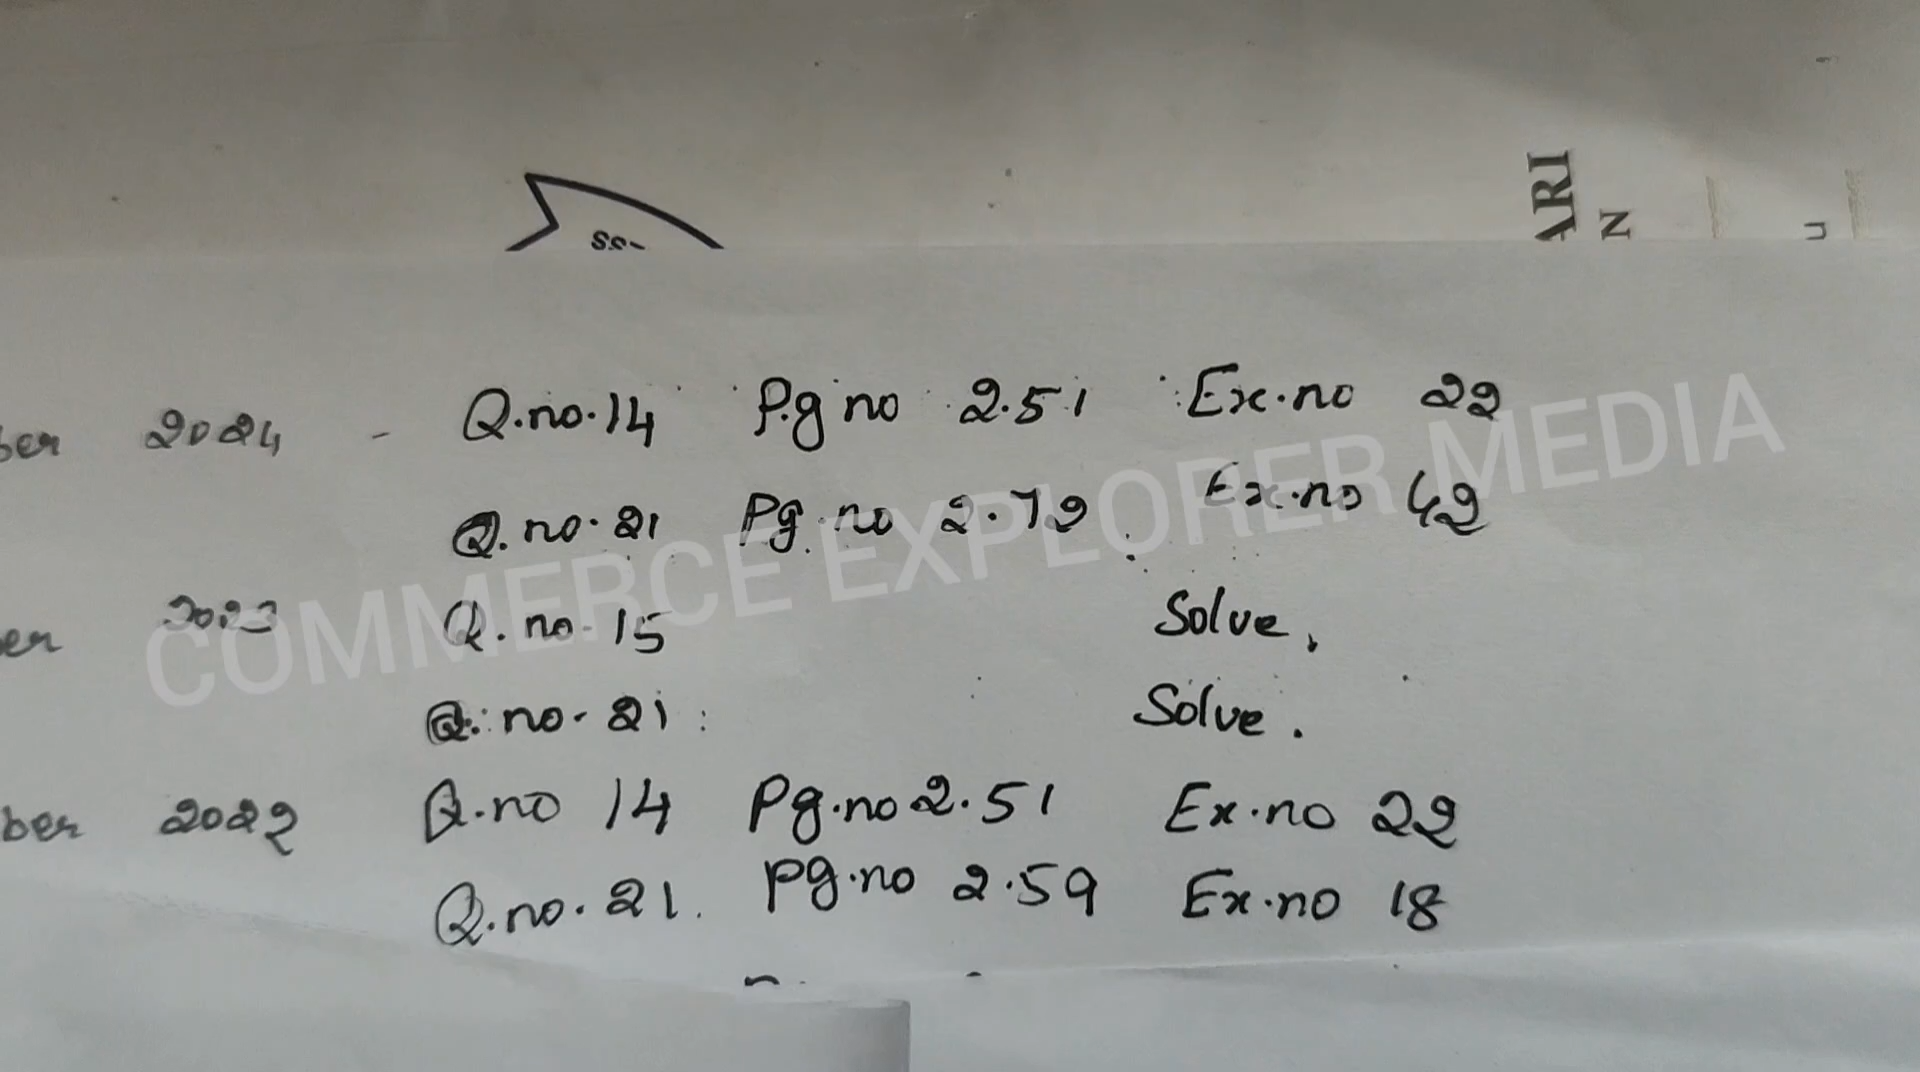 ARI
N
ber 2024 - Q.no.14 P.g no 2.51 Ex.no 22
Q.no.21 Pg.no 2.72 Ex.no 42
er 2023 Q.no.15 Solve,
Q.no.21 Solve.
ber 2022 Q.no 14 Pg.no 2.51 Ex.no 22
Q.no.21. Pg.no 2.59 Ex.no 18
COMMERCE EXPLORER MEDIA